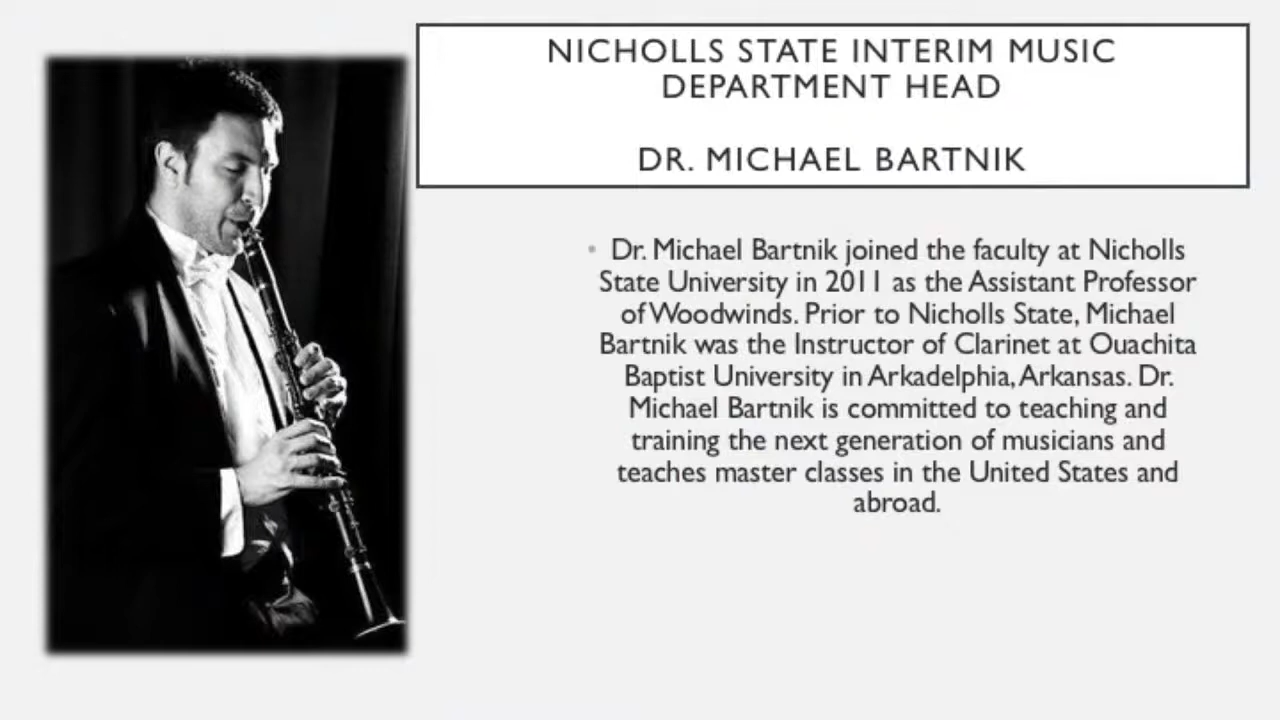 NICHOLLS STATE INTERIM MUSIC
DEPARTMENT HEAD
DR. MICHAEL BARTNIK
• Dr. Michael Bartnik joined the faculty at Nicholls
State University in 2011 as the Assistant Professor
of Woodwinds. Prior to Nicholls State, Michael
Bartnik was the Instructor of Clarinet at Ouachita
Baptist University in Arkadelphia, Arkansas. Dr.
Michael Bartnik is committed to teaching and
training the next generation of musicians and
teaches master classes in the United States and
abroad.